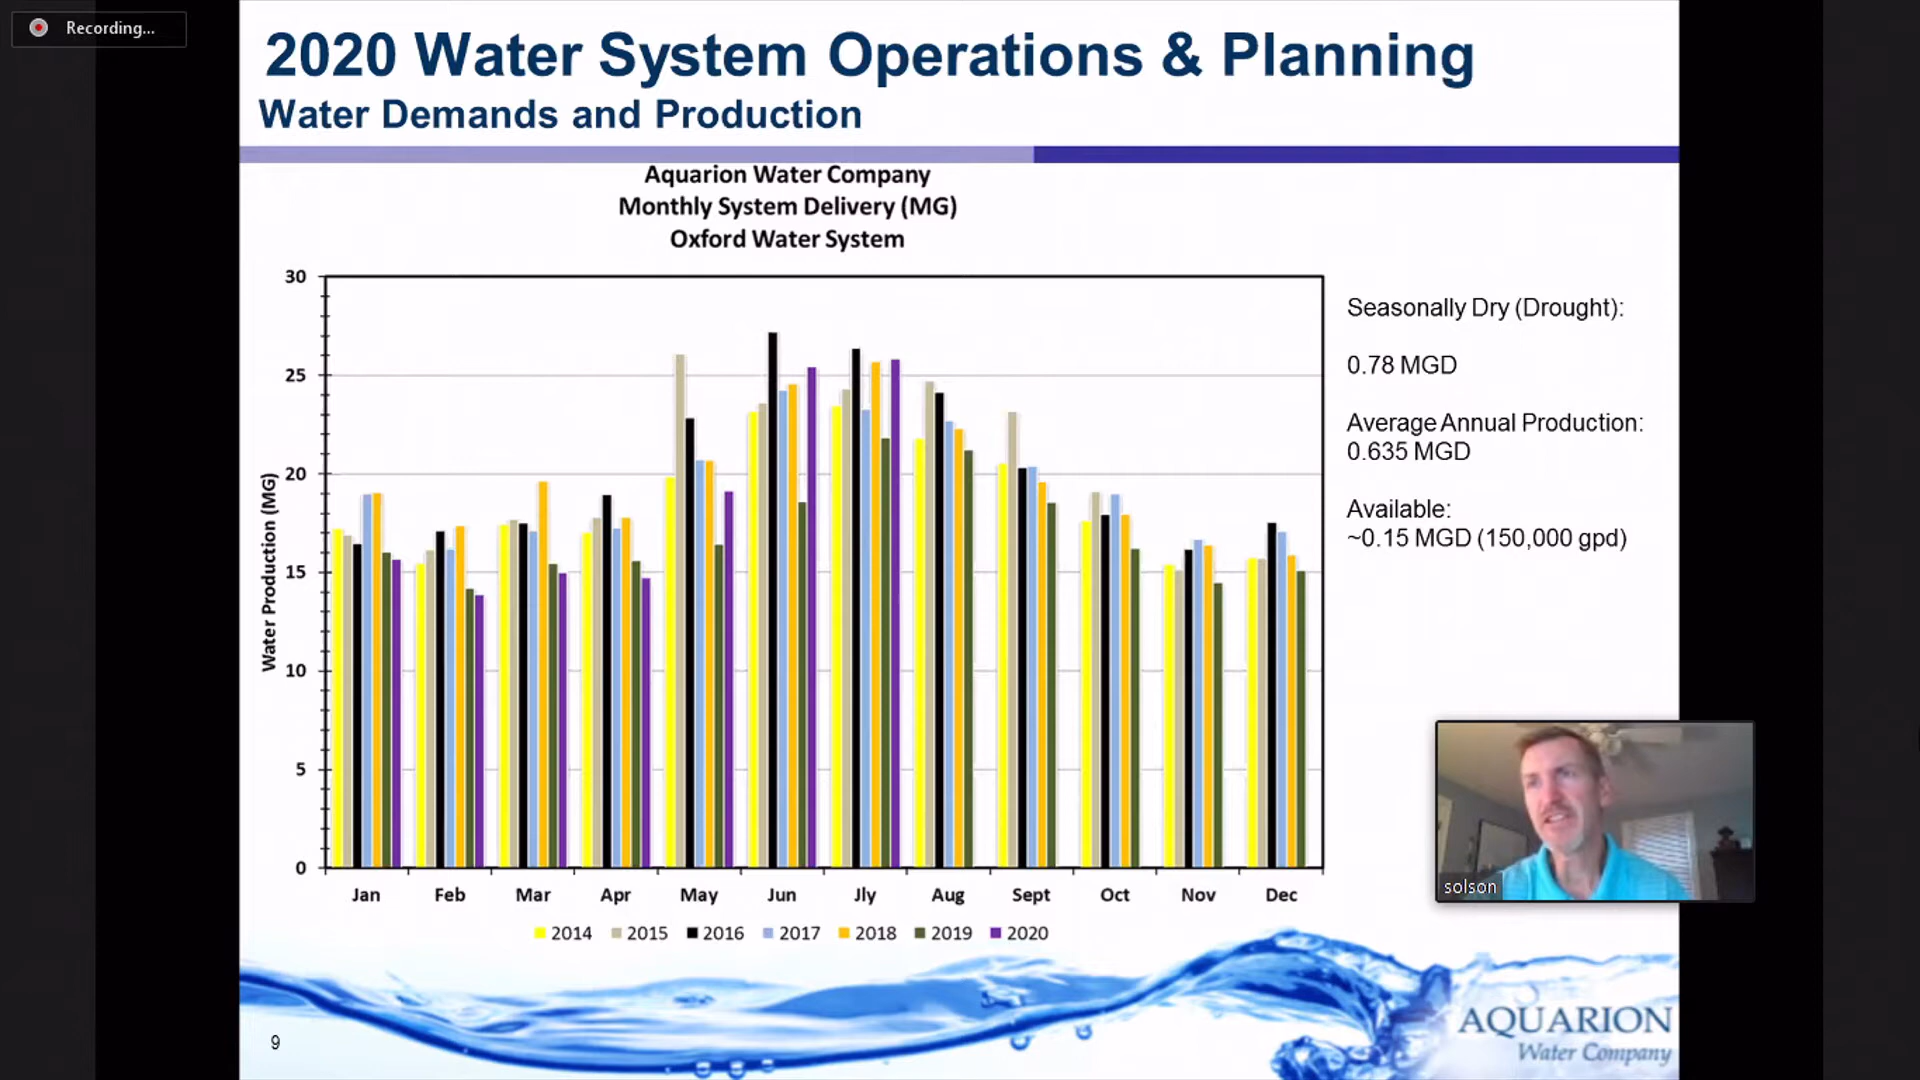 Recording...
2020 Water System Operations & Planning
Water Demands and Production
Aquarion Water Company
Monthly System Delivery (MG)
Oxford Water System
Water Production (MG)
30
25
20
15
10
5
0
Jan Feb Mar Apr May Jun Jly Aug Sept Oct Nov Dec
2014 2015 2016 2017 2018 2019 2020
Seasonally Dry (Drought):
0.78 MGD
Average Annual Production:
0.635 MGD
Available:
~0.15 MGD (150,000 gpd)
solson
9
AQUARION
Water Company